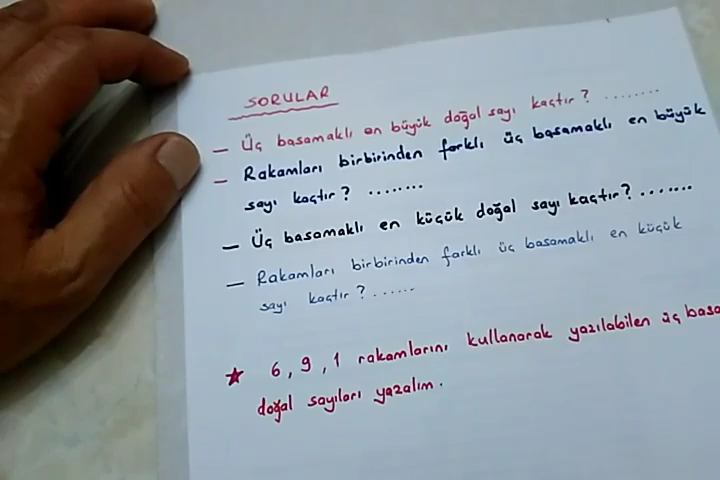 SORULAR
– Üç basamaklı en büyük doğal sayı kaçtır? ........
– Rakamları birbirinden farklı üç basamaklı en büyük
sayı kaçtır? ........
– Üç basamaklı en küçük doğal sayı kaçtır? .......
– Rakamları birbirinden farklı üç basamaklı en küçük
sayı kaçtır? ......
★ 6, 9, 1 rakamlarını kullanarak yazılabilen üç basa
doğal sayıları yazalım.